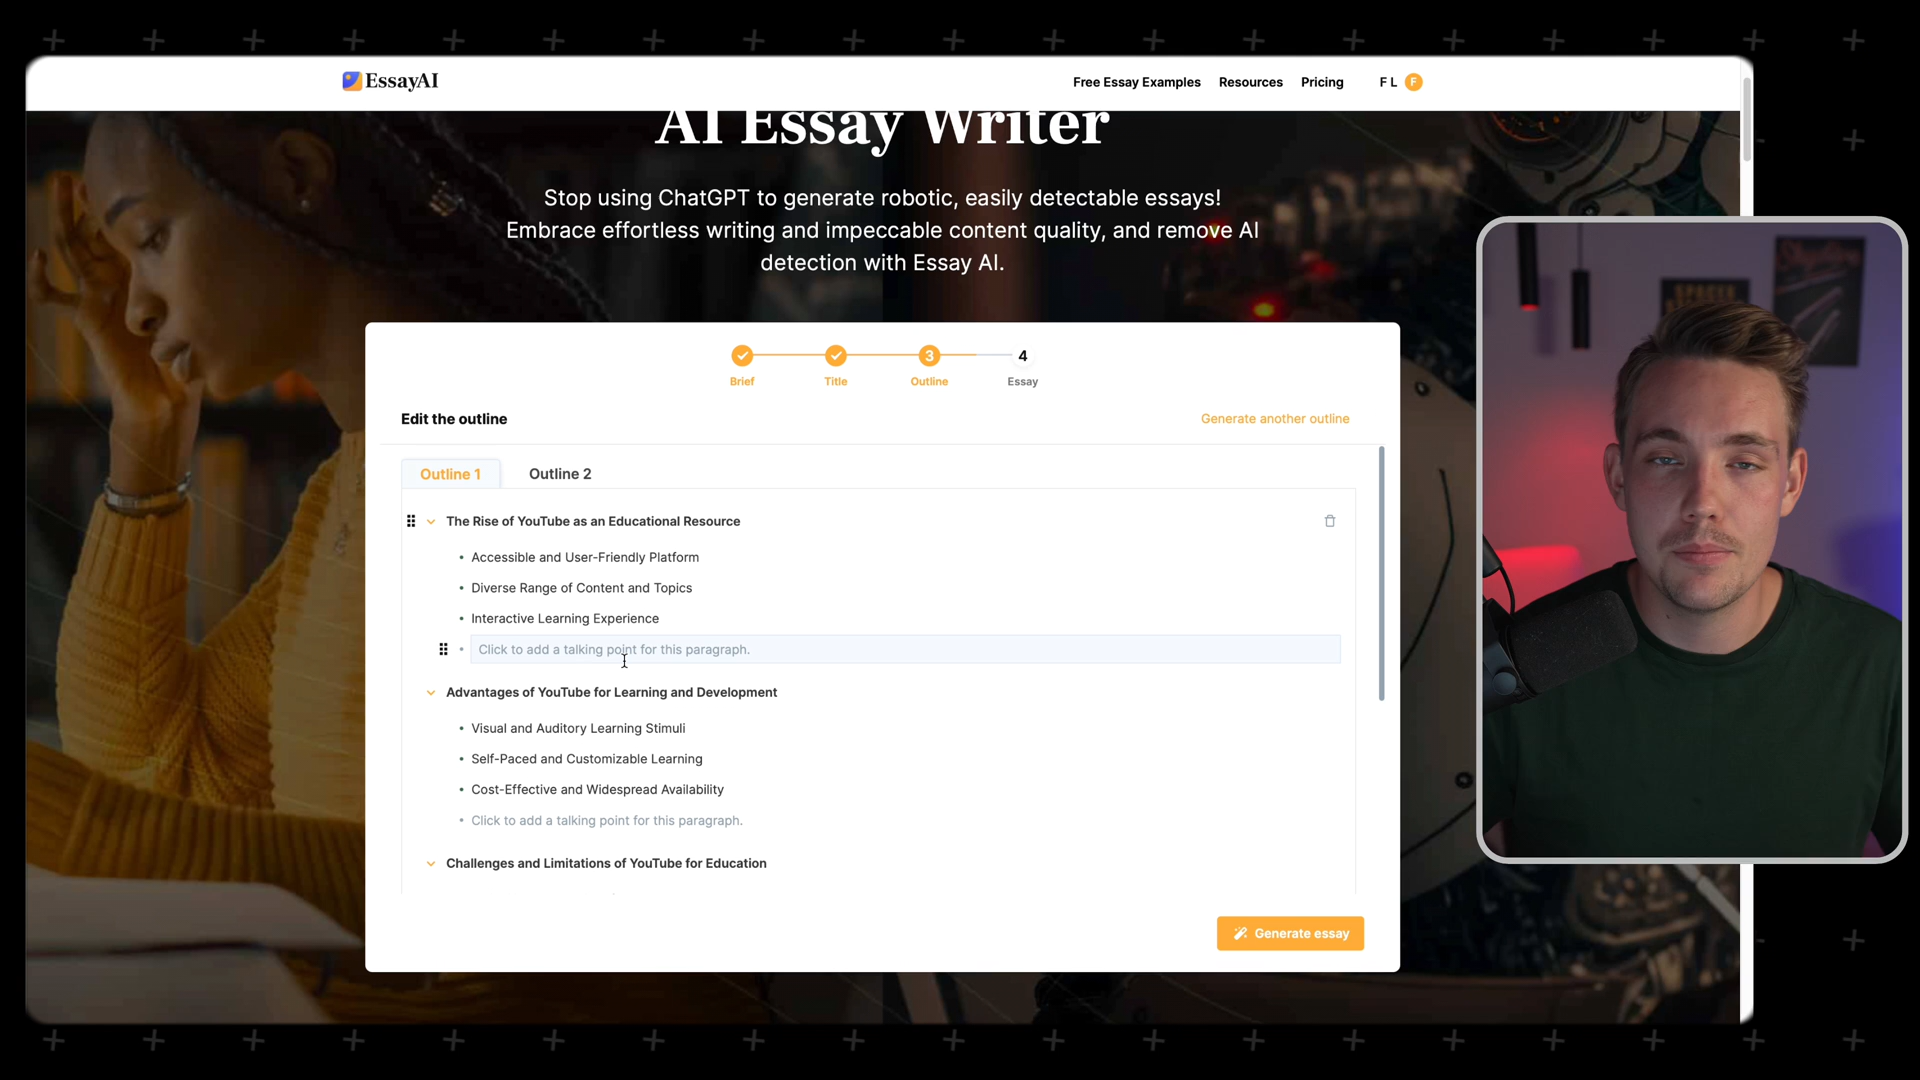 EssayAI
Free Essay Examples Resources Pricing F L F
AI Essay Writer
Stop using ChatGPT to generate robotic, easily detectable essays!
Embrace effortless writing and impeccable content quality, and remove AI
detection with Essay AI.
3 4
Brief Title Outline Essay
Edit the outline Generate another outline
Outline 1 Outline 2
The Rise of YouTube as an Educational Resource
• Accessible and User-Friendly Platform
• Diverse Range of Content and Topics
• Interactive Learning Experience
• Click to add a talking point for this paragraph.
Advantages of YouTube for Learning and Development
• Visual and Auditory Learning Stimuli
• Self-Paced and Customizable Learning
• Cost-Effective and Widespread Availability
• Click to add a talking point for this paragraph.
Challenges and Limitations of YouTube for Education
Generate essay